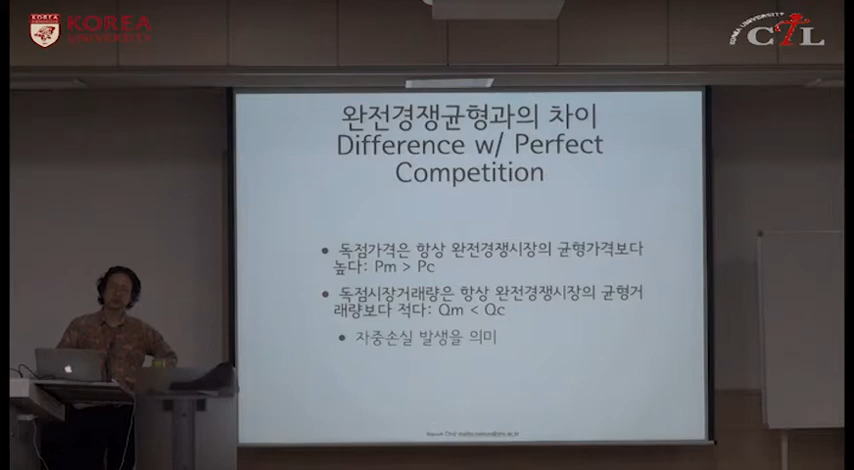 KOREA
UNIVERSITY
KOREA UNIVERSITY
CTL
완전경쟁균형과의 차이
Difference w/ Perfect
Competition
• 독점가격은 항상 완전경쟁시장의 균형가격보다
높다: Pm > Pc
• 독점시장거래량은 항상 완전경쟁시장의 균형거
래량보다 적다: Qm < Qc
• 자중손실 발생을 의미